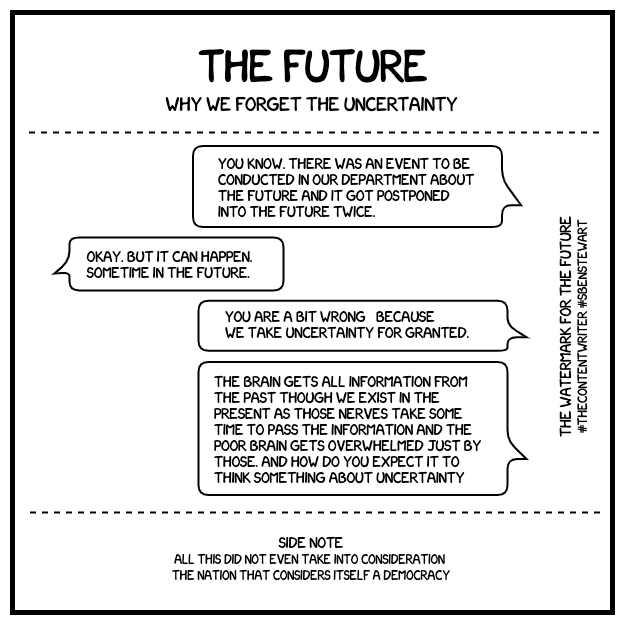 THE FUTURE
WHY WE FORGET THE UNCERTAINTY
YOU KNOW. THERE WAS AN EVENT TO BE
CONDUCTED IN OUR DEPARTMENT ABOUT
THE FUTURE AND IT GOT POSTPONED
INTO THE FUTURE TWICE.
OKAY. BUT IT CAN HAPPEN.
SOMETIME IN THE FUTURE.
YOU ARE A BIT WRONG BECAUSE
WE TAKE UNCERTAINTY FOR GRANTED.
THE BRAIN GETS ALL INFORMATION FROM
THE PAST THOUGH WE EXIST IN THE
PRESENT AS THOSE NERVES TAKE SOME
TIME TO PASS THE INFORMATION AND THE
POOR BRAIN GETS OVERWHELMED JUST BY
THOSE. AND HOW DO YOU EXPECT IT TO
THINK SOMETHING ABOUT UNCERTAINTY
THE WATERMARK FOR THE FUTURE
#THECONTENTWRITER #SBENSTEWART
SIDE NOTE
ALL THIS DID NOT EVEN TAKE INTO CONSIDERATION
THE NATION THAT CONSIDERS ITSELF A DEMOCRACY